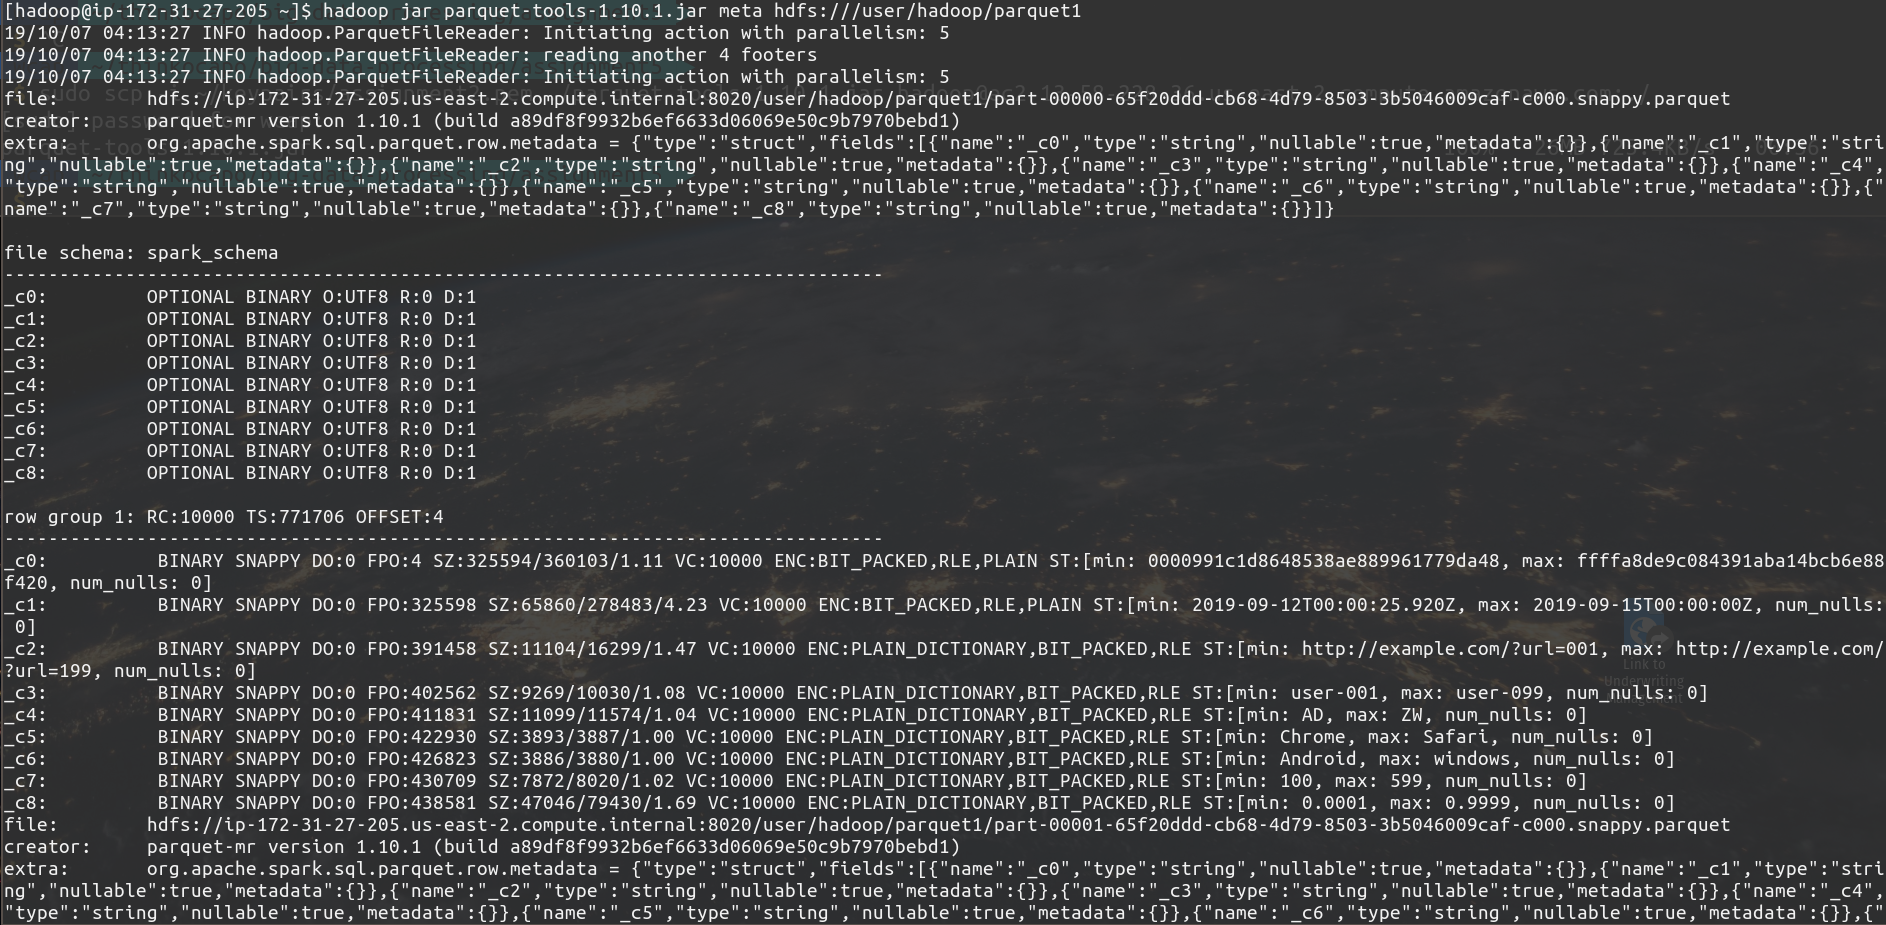 [hadoop@ip-172-31-27-205 ~]$ hadoop jar parquet-tools-1.10.1.jar meta hdfs:///user/hadoop/parquet1
19/10/07 04:13:27 INFO hadoop.ParquetFileReader: Initiating action with parallelism: 5
19/10/07 04:13:27 INFO hadoop.ParquetFileReader: reading another 4 footers
19/10/07 04:13:27 INFO hadoop.ParquetFileReader: Initiating action with parallelism: 5
file:        hdfs://ip-172-31-27-205.us-east-2.compute.internal:8020/user/hadoop/parquet1/part-00000-65f20ddd-cb68-4d79-8503-3b5046009caf-c000.snappy.parquet
creator:     parquet-mr version 1.10.1 (build a89df8f9932b6ef6633d06069e50c9b7970bebd1)
extra:       org.apache.spark.sql.parquet.row.metadata = {"type":"struct","fields":[{"name":"_c0","type":"string","nullable":true,"metadata":{}},{"name":"_c1","type":"stri
ng","nullable":true,"metadata":{}},{"name":"_c2","type":"string","nullable":true,"metadata":{}},{"name":"_c3","type":"string","nullable":true,"metadata":{}},{"name":"_c4",
"type":"string","nullable":true,"metadata":{}},{"name":"_c5","type":"string","nullable":true,"metadata":{}},{"name":"_c6","type":"string","nullable":true,"metadata":{}},{"
name":"_c7","type":"string","nullable":true,"metadata":{}},{"name":"_c8","type":"string","nullable":true,"metadata":{}}]}
file schema: spark_schema
--------------------------------------------------------------------------------
_c0:         OPTIONAL BINARY O:UTF8 R:0 D:1
_c1:         OPTIONAL BINARY O:UTF8 R:0 D:1
_c2:         OPTIONAL BINARY O:UTF8 R:0 D:1
_c3:         OPTIONAL BINARY O:UTF8 R:0 D:1
_c4:         OPTIONAL BINARY O:UTF8 R:0 D:1
_c5:         OPTIONAL BINARY O:UTF8 R:0 D:1
_c6:         OPTIONAL BINARY O:UTF8 R:0 D:1
_c7:         OPTIONAL BINARY O:UTF8 R:0 D:1
_c8:         OPTIONAL BINARY O:UTF8 R:0 D:1
row group 1: RC:10000 TS:771706 OFFSET:4
--------------------------------------------------------------------------------
_c0:          BINARY SNAPPY DO:0 FPO:4 SZ:325594/360103/1.11 VC:10000 ENC:BIT_PACKED,RLE,PLAIN ST:[min: 0000991c1d8648538ae889961779da48, max: ffffa8de9c084391aba14bcb6e88
f420, num_nulls: 0]
_c1:          BINARY SNAPPY DO:0 FPO:325598 SZ:65860/278483/4.23 VC:10000 ENC:BIT_PACKED,RLE,PLAIN ST:[min: 2019-09-12T00:00:25.920Z, max: 2019-09-15T00:00:00Z, num_nulls:
 0]
_c2:          BINARY SNAPPY DO:0 FPO:391458 SZ:11104/16299/1.47 VC:10000 ENC:PLAIN_DICTIONARY,BIT_PACKED,RLE ST:[min: http://example.com/?url=001, max: http://example.com/
?url=199, num_nulls: 0]
_c3:          BINARY SNAPPY DO:0 FPO:402562 SZ:9269/10030/1.08 VC:10000 ENC:PLAIN_DICTIONARY,BIT_PACKED,RLE ST:[min: user-001, max: user-099, num_nulls: 0]
_c4:          BINARY SNAPPY DO:0 FPO:411831 SZ:11099/11574/1.04 VC:10000 ENC:PLAIN_DICTIONARY,BIT_PACKED,RLE ST:[min: AD, max: ZW, num_nulls: 0]
_c5:          BINARY SNAPPY DO:0 FPO:422930 SZ:3893/3887/1.00 VC:10000 ENC:PLAIN_DICTIONARY,BIT_PACKED,RLE ST:[min: Chrome, max: Safari, num_nulls: 0]
_c6:          BINARY SNAPPY DO:0 FPO:426823 SZ:3886/3880/1.00 VC:10000 ENC:PLAIN_DICTIONARY,BIT_PACKED,RLE ST:[min: Android, max: windows, num_nulls: 0]
_c7:          BINARY SNAPPY DO:0 FPO:430709 SZ:7872/8020/1.02 VC:10000 ENC:PLAIN_DICTIONARY,BIT_PACKED,RLE ST:[min: 100, max: 599, num_nulls: 0]
_c8:          BINARY SNAPPY DO:0 FPO:438581 SZ:47046/79430/1.69 VC:10000 ENC:PLAIN_DICTIONARY,BIT_PACKED,RLE ST:[min: 0.0001, max: 0.9999, num_nulls: 0]
file:        hdfs://ip-172-31-27-205.us-east-2.compute.internal:8020/user/hadoop/parquet1/part-00001-65f20ddd-cb68-4d79-8503-3b5046009caf-c000.snappy.parquet
creator:     parquet-mr version 1.10.1 (build a89df8f9932b6ef6633d06069e50c9b7970bebd1)
extra:       org.apache.spark.sql.parquet.row.metadata = {"type":"struct","fields":[{"name":"_c0","type":"string","nullable":true,"metadata":{}},{"name":"_c1","type":"stri
ng","nullable":true,"metadata":{}},{"name":"_c2","type":"string","nullable":true,"metadata":{}},{"name":"_c3","type":"string","nullable":true,"metadata":{}},{"name":"_c4",
"type":"string","nullable":true,"metadata":{}},{"name":"_c5","type":"string","nullable":true,"metadata":{}},{"name":"_c6","type":"string","nullable":true,"metadata":{}},{"
Link to
Underwriting